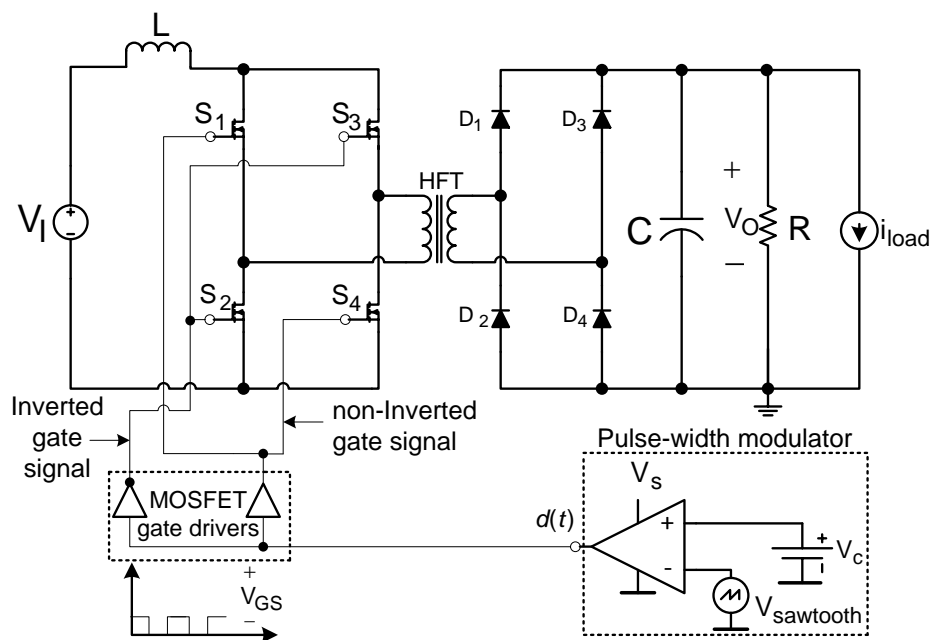 L
S1
S3
D1
D3
HFT
VI
+
−
+
VO
−
C
R
iload
S2
S4
D2
D4
Inverted
gate
signal
non-Inverted
gate signal
Pulse-width modulator
MOSFET
gate drivers
d(t)
Vs
+
-
+
−
Vc
Vsawtooth
+
VGS
−